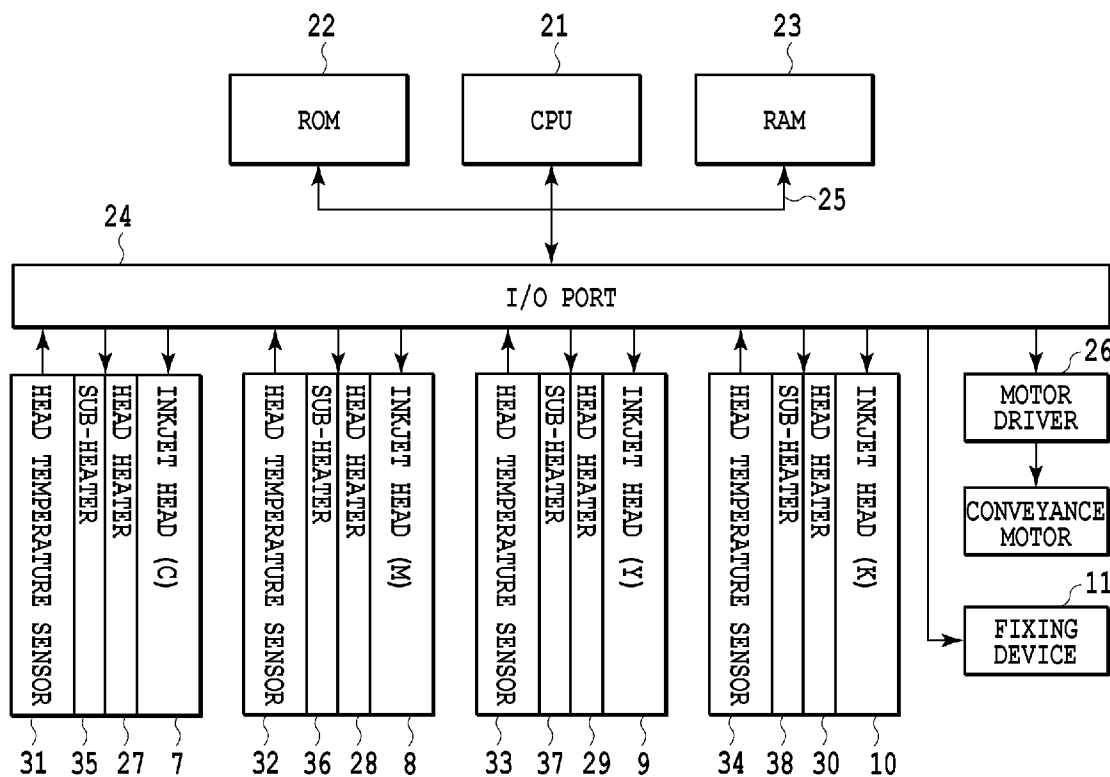 22
21
23
ROM
CPU
RAM
25
24
I/O PORT
HEAD TEMPERATURE SENSOR
SUB-HEATER
HEAD HEATER
INKJET HEAD (C)
HEAD TEMPERATURE SENSOR
SUB-HEATER
HEAD HEATER
INKJET HEAD (M)
HEAD TEMPERATURE SENSOR
SUB-HEATER
HEAD HEATER
INKJET HEAD (Y)
HEAD TEMPERATURE SENSOR
SUB-HEATER
HEAD HEATER
INKJET HEAD (K)
26
MOTOR
DRIVER
CONVEYANCE
MOTOR
11
FIXING
DEVICE
31
35
27
7
32
36
28
8
33
37
29
9
34
38
30
10